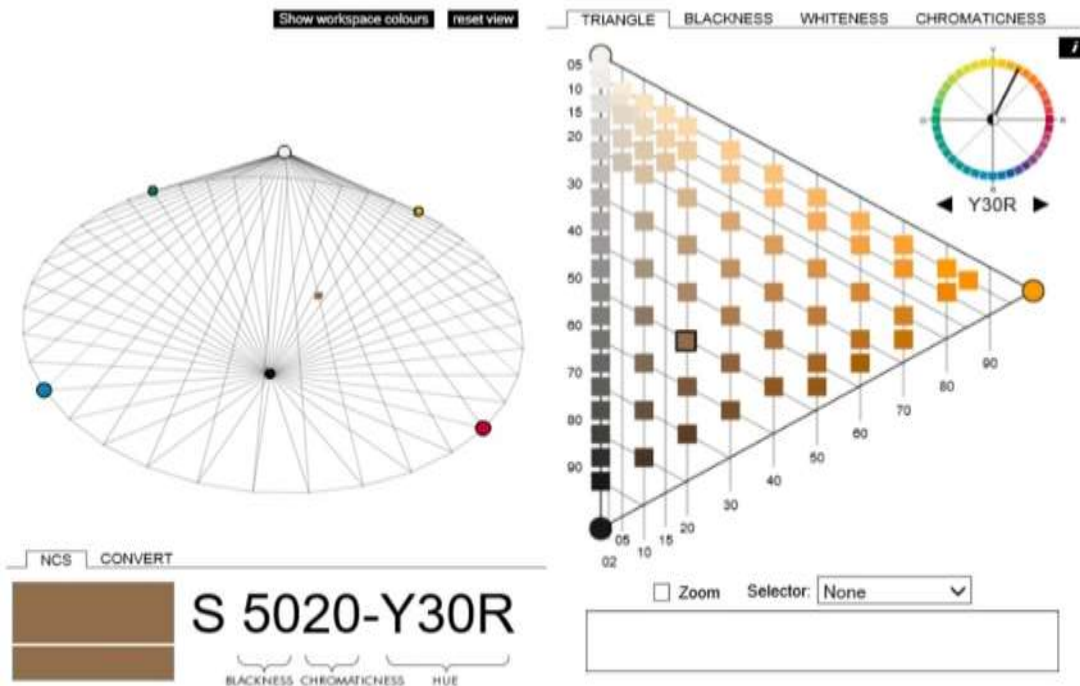 Show workspace colours reset view
TRIANGLE BLACKNESS WHITENESS CHROMATICNESS
i
05
10
15
20
30
40
50
60
70
80
90
Y
R
Y30R
90
80
70
60
50
40
30
20
15
10
05
02
NCS CONVERT
S 5020-Y30R
BLACKNESS CHROMATICNESS HUE
Zoom Selector: None